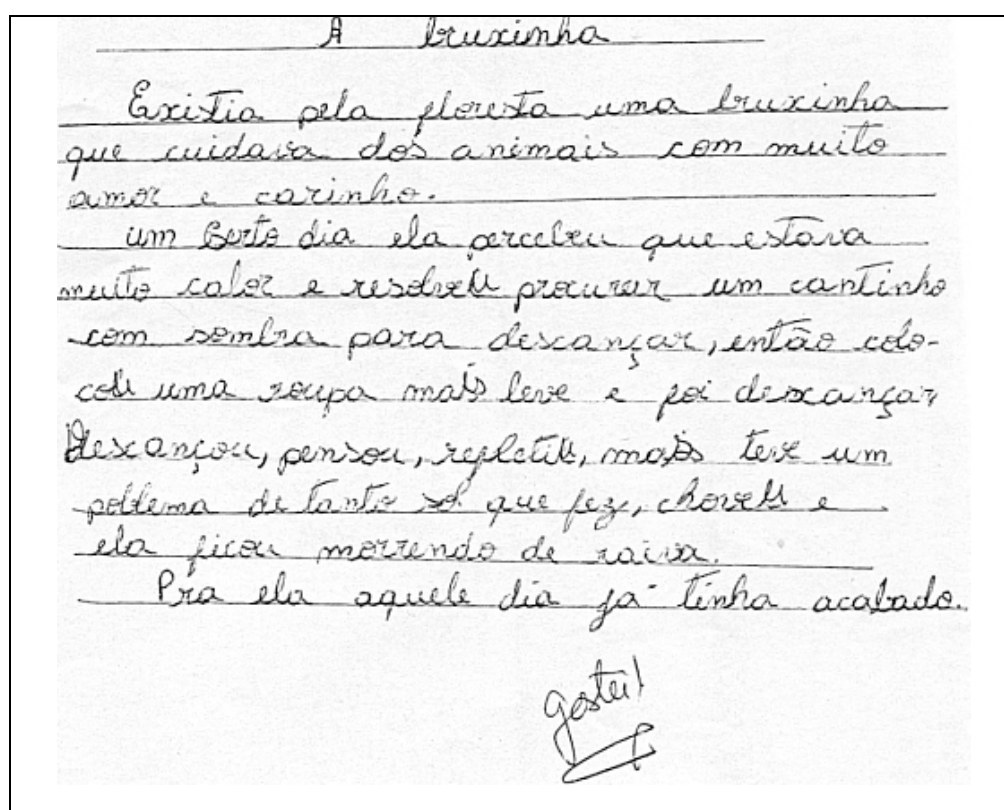 A bruxinha
Existia pela floresta uma bruxinha
que cuidava dos animais com muito
amor e carinho.
um Certo dia ela percebeu que estava
muito calor e resolveu procurar um cantinho
com sombra para descançar, então colo-
cou uma roupa mais leve e foi descançar
Descançou, pensou, refletiu, mais teve um
poblema de tanto sol que fez, choveu e
ela ficou morrendo de raiva.
Pra ela aquele dia já tinha acabado.
gostei!